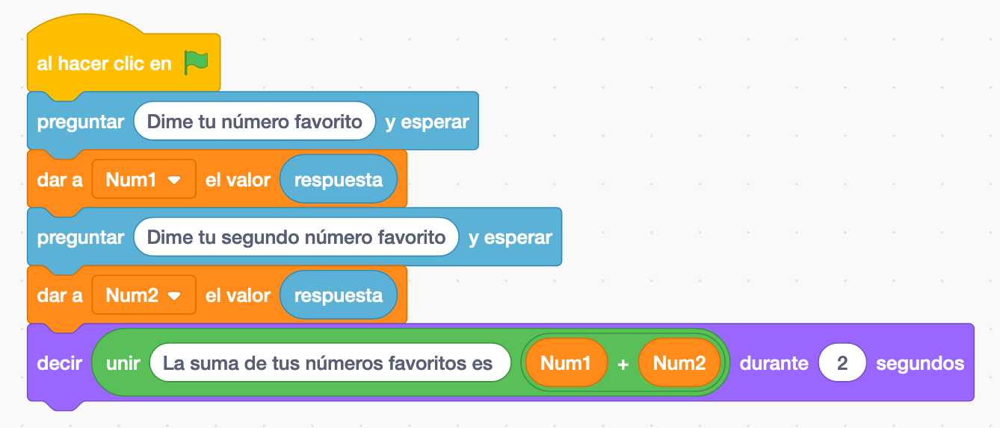 al hacer clic en
preguntar Dime tu número favorito y esperar
dar a Num1 el valor respuesta
preguntar Dime tu segundo número favorito y esperar
dar a Num2 el valor respuesta
decir unir La suma de tus números favoritos es Num1 + Num2 durante 2 segundos